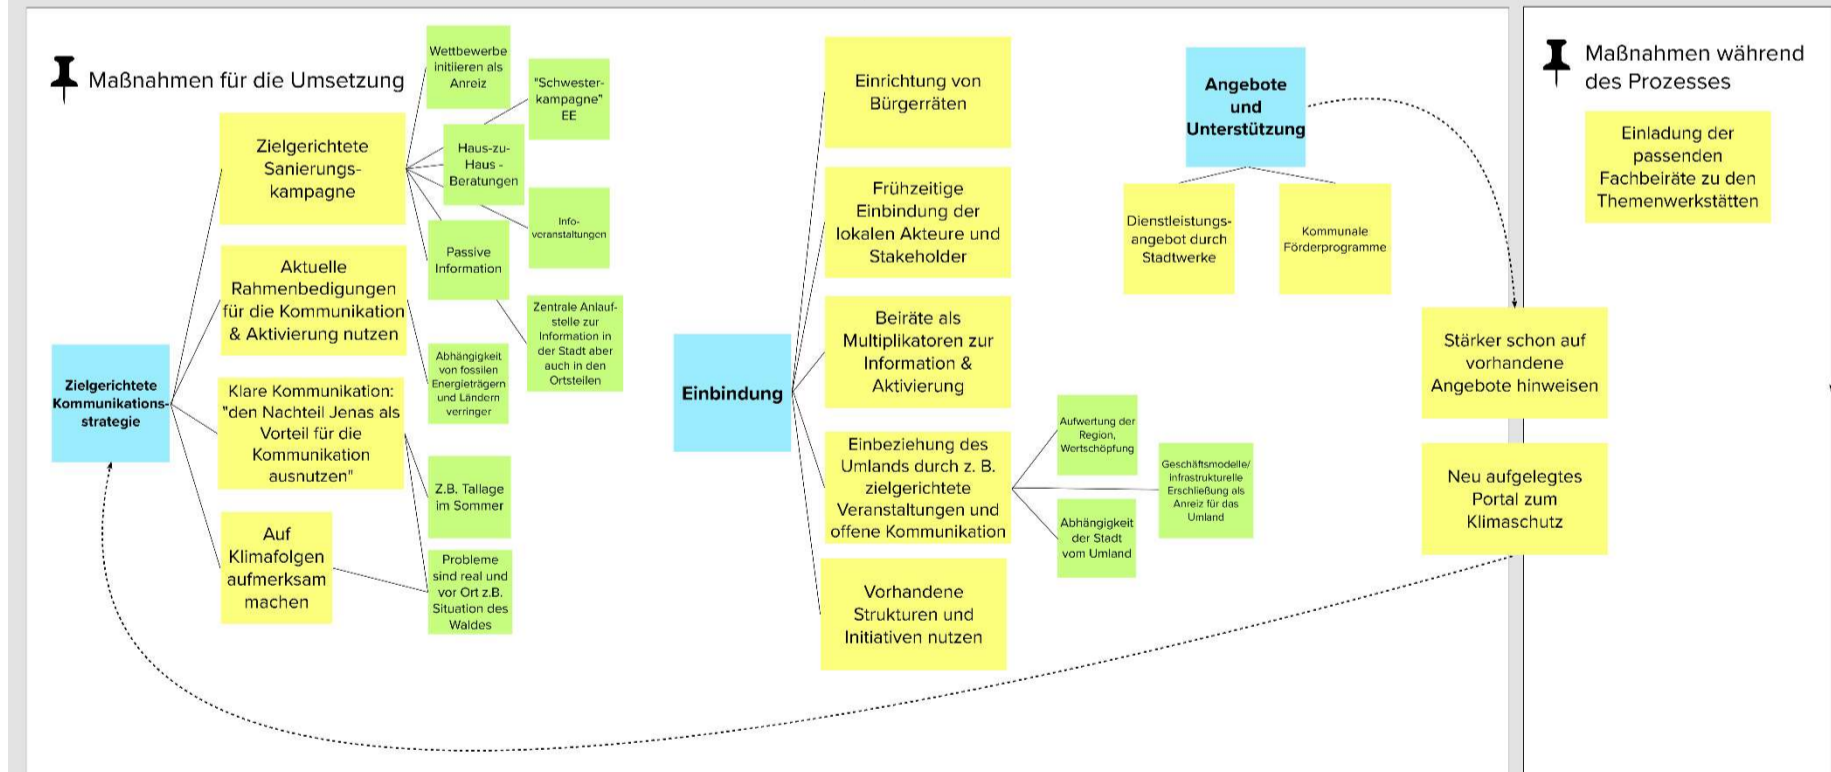 Maßnahmen für die Umsetzung
Wettbewerbe
initiieren als
Anreiz
"Schwester-
kampagne"
EE
Zielgerichtete
Sanierungs-
kampagne
Haus-zu-
Haus -
Beratungen
Info-
veranstaltungen
Passive
Information
Zentrale Anlauf-
stelle zur
Information in
der Stadt aber
auch in den
Ortsteilen
Aktuelle
Rahmenbedigungen
für die Kommunikation
& Aktivierung nutzen
Abhängigkeit
von fossilen
Energieträgern
und Ländern
verringer
Zielgerichtete
Kommunikations-
strategie
Klare Kommunikation:
"den Nachteil Jenas als
Vorteil für die
Kommunikation
ausnutzen"
Z.B. Tallage
im Sommer
Auf
Klimafolgen
aufmerksam
machen
Probleme
sind real und
vor Ort z.B.
Situation des
Waldes
Einbindung
Einrichtung von
Bürgerräten
Frühzeitige
Einbindung der
lokalen Akteure und
Stakeholder
Beiräte als
Multiplikatoren zur
Information &
Aktivierung
Einbeziehung des
Umlands durch z. B.
zielgerichtete
Veranstaltungen und
offene Kommunikation
Aufwertung der
Region,
Wertschöpfung
Geschäftsmodelle/
infrastrukturelle
Erschließung als
Anreiz für das
Umland
Abhängigkeit
der Stadt
vom Umland
Vorhandene
Strukturen und
Initiativen nutzen
Angebote
und
Unterstützung
Dienstleistungs-
angebot durch
Stadtwerke
Kommunale
Förderprogramme
Maßnahmen während
des Prozesses
Einladung der
passenden
Fachbeiräte zu den
Themenwerkstätten
Stärker schon auf
vorhandene
Angebote hinweisen
Neu aufgelegtes
Portal zum
Klimaschutz